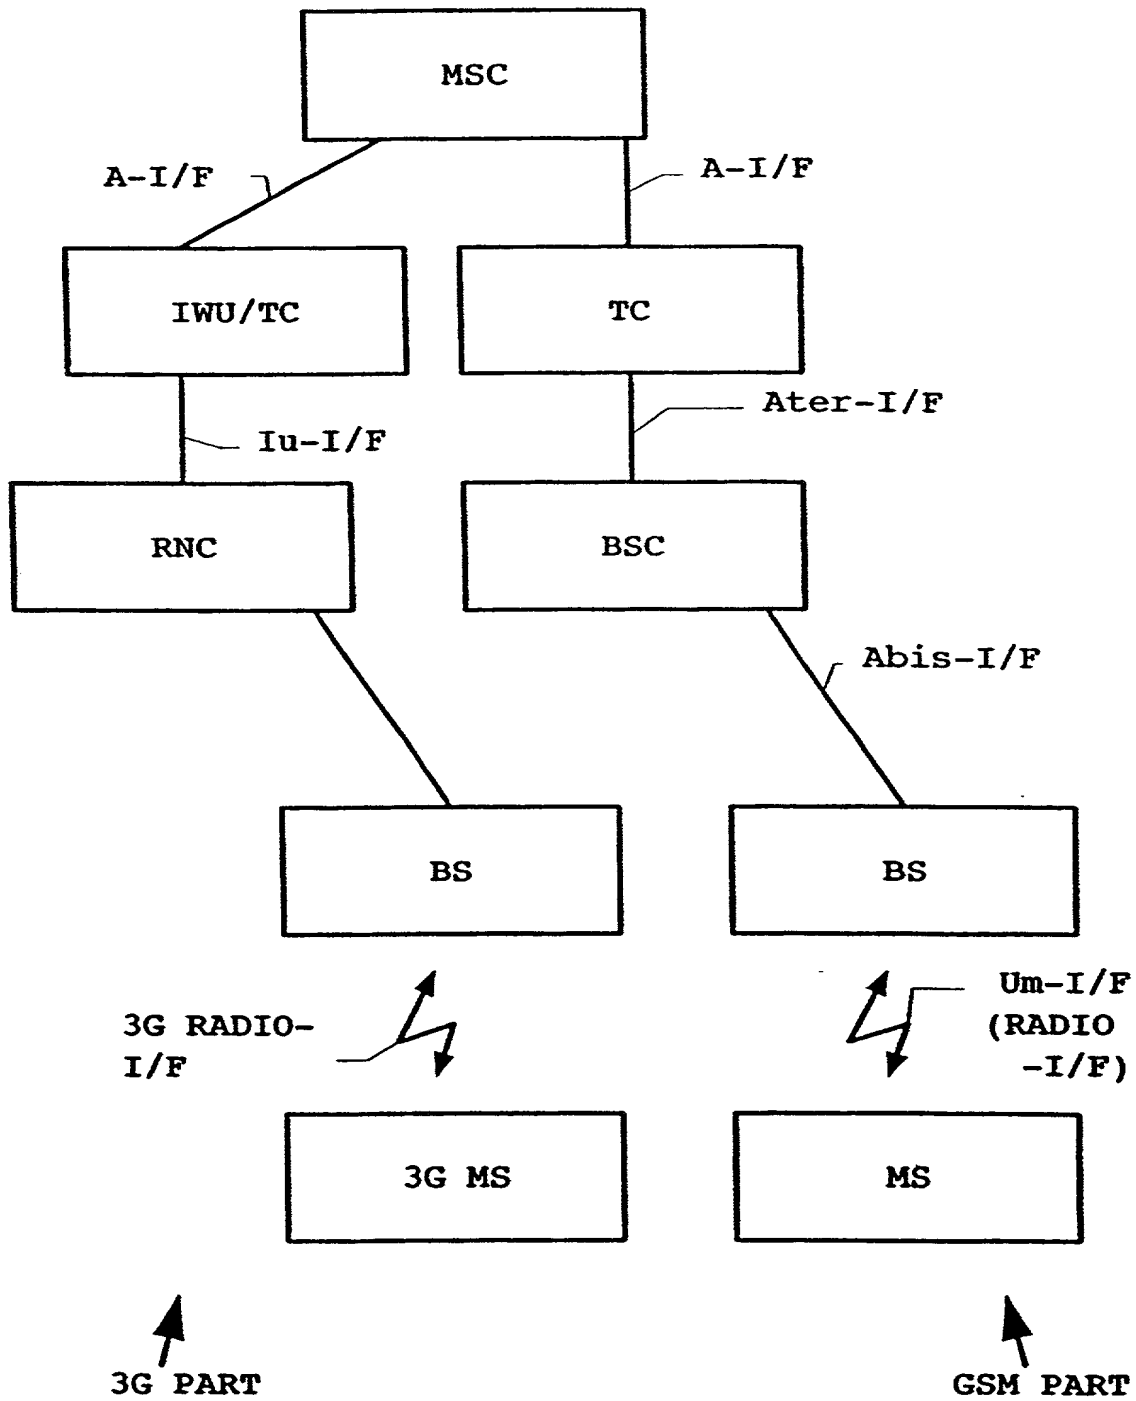 MSC
A-I/F
A-I/F
IWU/TC
TC
Iu-I/F
Ater-I/F
RNC
BSC
Abis-I/F
BS
BS
3G RADIO-
I/F
Um-I/F
(RADIO
-I/F)
3G MS
MS
3G PART
GSM PART